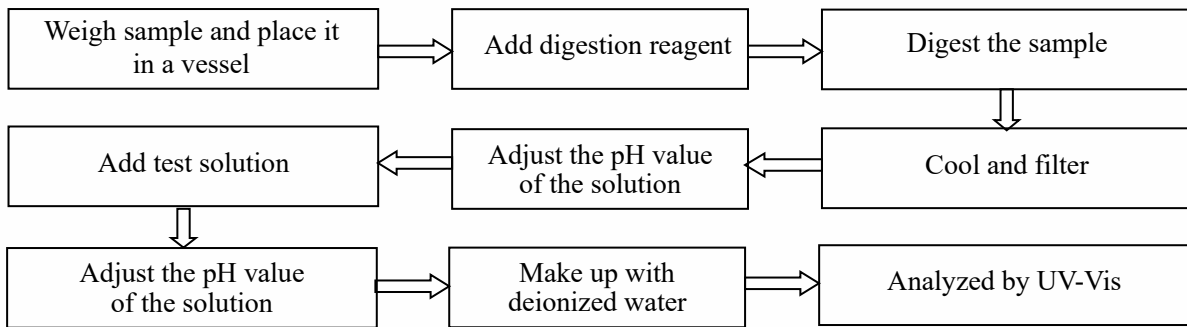 Weigh sample and place it
in a vessel
Add digestion reagent
Digest the sample
Cool and filter
Adjust the pH value
of the solution
Add test solution
Adjust the pH value
of the solution
Make up with
deionized water
Analyzed by UV-Vis